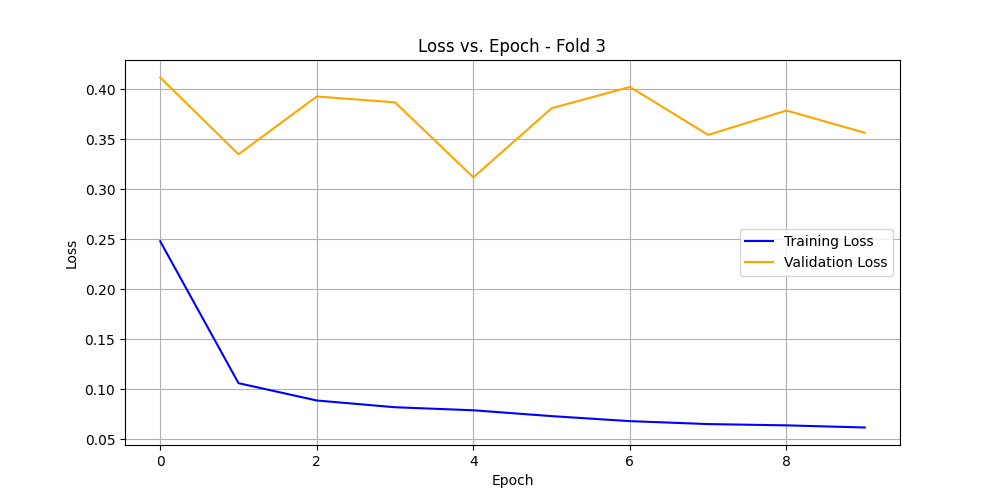 Loss vs. Epoch - Fold 3
0.40
0.35
0.30
0.25
0.20
0.15
0.10
0.05
Loss
Training Loss
Validation Loss
0 2 4 6 8
Epoch